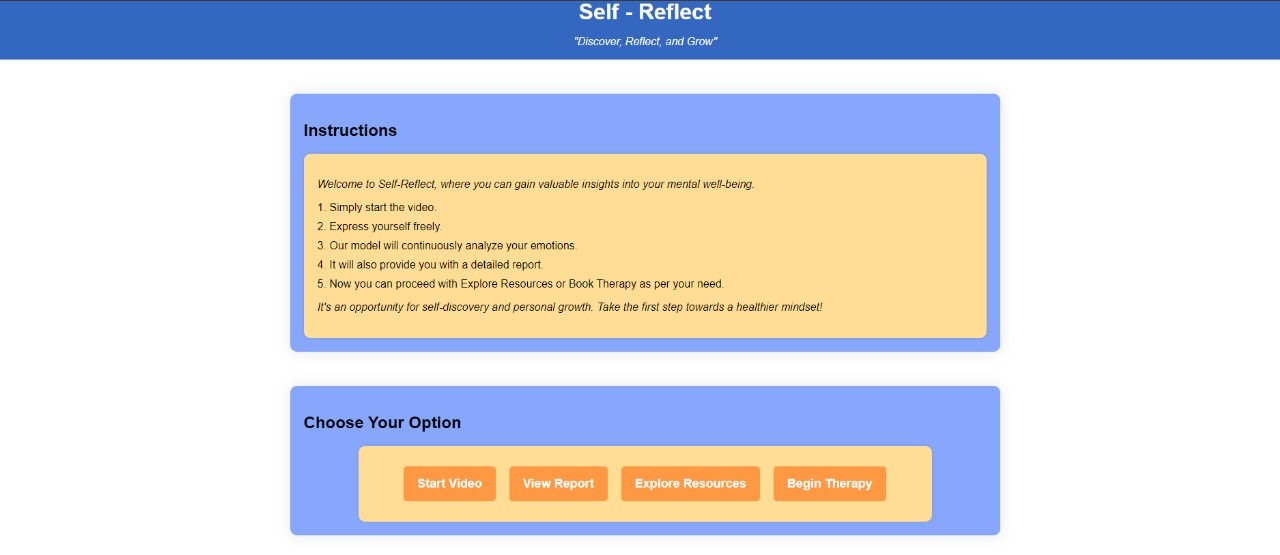 Self - Reflect
"Discover, Reflect, and Grow"
Instructions
Welcome to Self-Reflect, where you can gain valuable insights into your mental well-being.
1. Simply start the video.
2. Express yourself freely.
3. Our model will continuously analyze your emotions.
4. It will also provide you with a detailed report.
5. Now you can proceed with Explore Resources or Book Therapy as per your need.
It's an opportunity for self-discovery and personal growth. Take the first step towards a healthier mindset!
Choose Your Option
Start Video View Report Explore Resources Begin Therapy